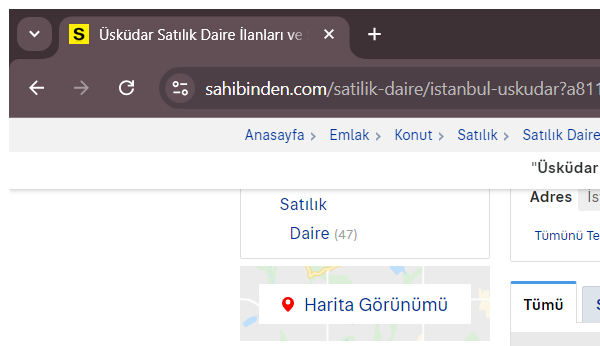 S Üsküdar Satılık Daire İlanları ve
sahibinden.com/satilik-daire/istanbul-uskudar?a811
Anasayfa > Emlak > Konut > Satılık > Satılık Daire
"Üsküdar
Satılık
Adres
Daire (47)
Tümünü
Harita Görünümü
Tümü